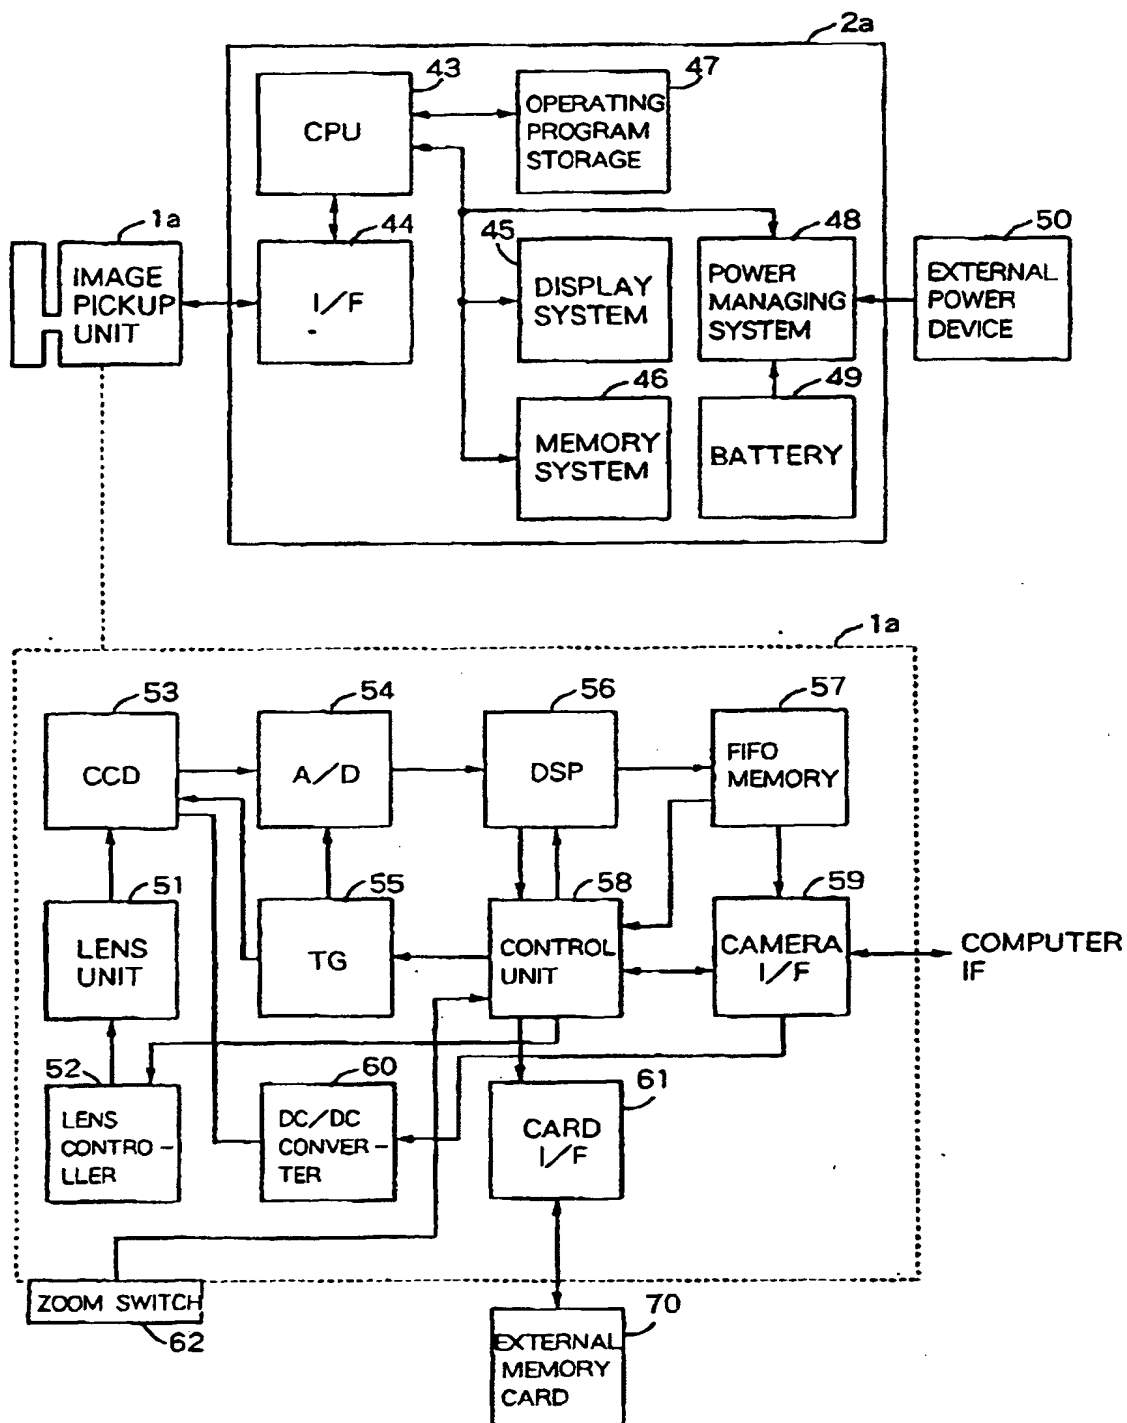 2a
43
CPU
47
OPERATING
PROGRAM
STORAGE
1a
IMAGE
PICKUP
UNIT
44
I/F
45
DISPLAY
SYSTEM
48
POWER
MANAGING
SYSTEM
50
EXTERNAL
POWER
DEVICE
46
MEMORY
SYSTEM
49
BATTERY
1a
53
CCD
54
A/D
56
DSP
57
FIFO
MEMORY
51
LENS
UNIT
55
TG
58
CONTROL
UNIT
59
CAMERA
I/F
COMPUTER
IF
52
LENS
CONTRO-
LLER
60
DC/DC
CONVER-
TER
61
CARD
I/F
ZOOM SWITCH
62
70
EXTERNAL
MEMORY
CARD